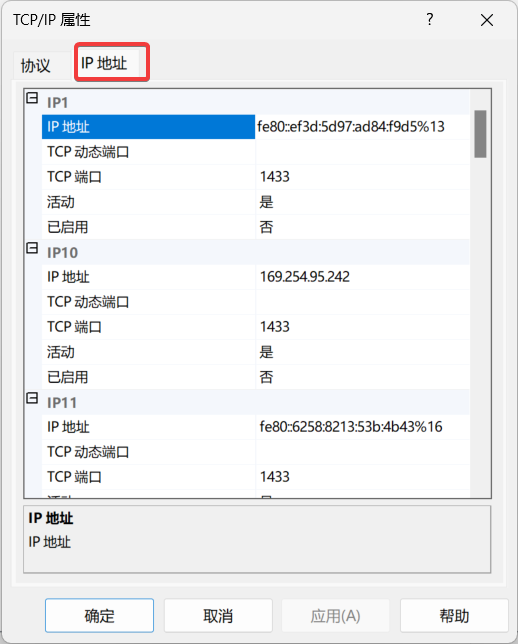 TCP/IP 属性
?
协议
IP 地址
IP1
IP 地址 fe80::ef3d:5d97:ad84:f9d5%13
TCP 动态端口
TCP 端口 1433
活动 是
已启用 否
IP10
IP 地址 169.254.95.242
TCP 动态端口
TCP 端口 1433
活动 是
已启用 否
IP11
IP 地址 fe80::6258:8213:53b:4b43%16
TCP 动态端口
TCP 端口 1433
活动 是
IP 地址
IP 地址
确定 取消 应用(A) 帮助